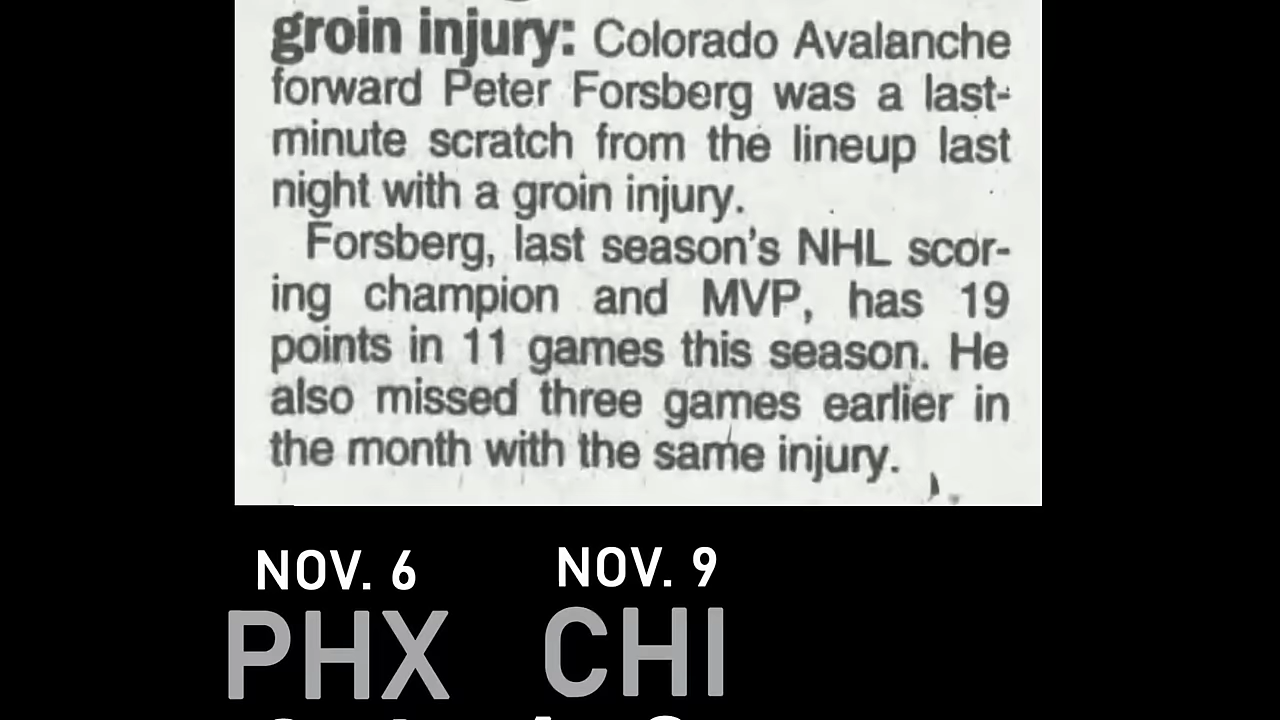 groin injury: Colorado Avalanche
forward Peter Forsberg was a last-
minute scratch from the lineup last
night with a groin injury.
Forsberg, last season's NHL scor-
ing champion and MVP, has 19
points in 11 games this season. He
also missed three games earlier in
the month with the same injury.
NOV. 6 NOV. 9
PHX CHI